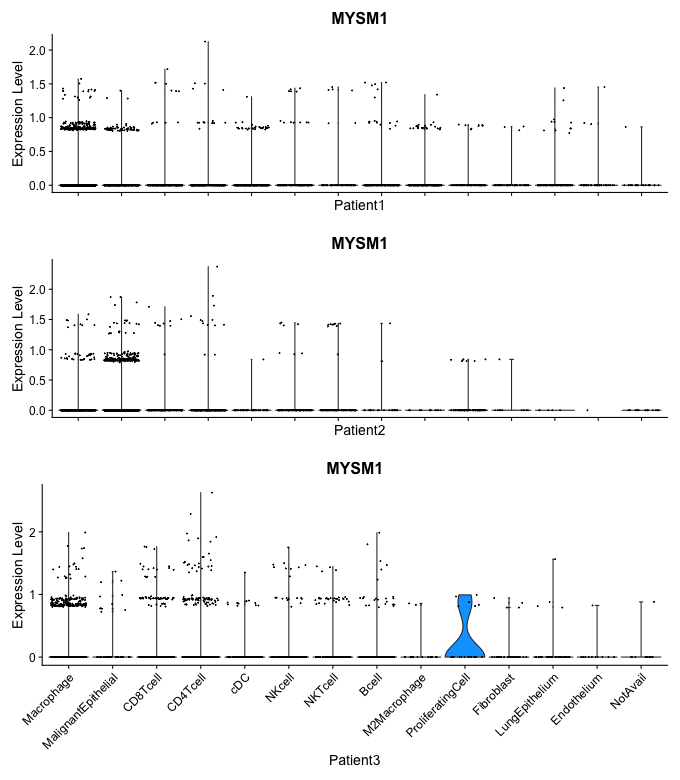 MYSM1
Expression Level
2.0
1.5
1.0
0.5
0.0
Patient1
MYSM1
Expression Level
2.0
1.5
1.0
0.5
0.0
Patient2
MYSM1
Expression Level
2
1
0
Macrophage
MalignantEpithelial
CD8Tcell
CD4Tcell
cDC
NKcell
NKTcell
Bcell
M2Macrophage
ProliferatingCell
Fibroblast
LungEpithelium
Endothelium
NotAvail
Patient3